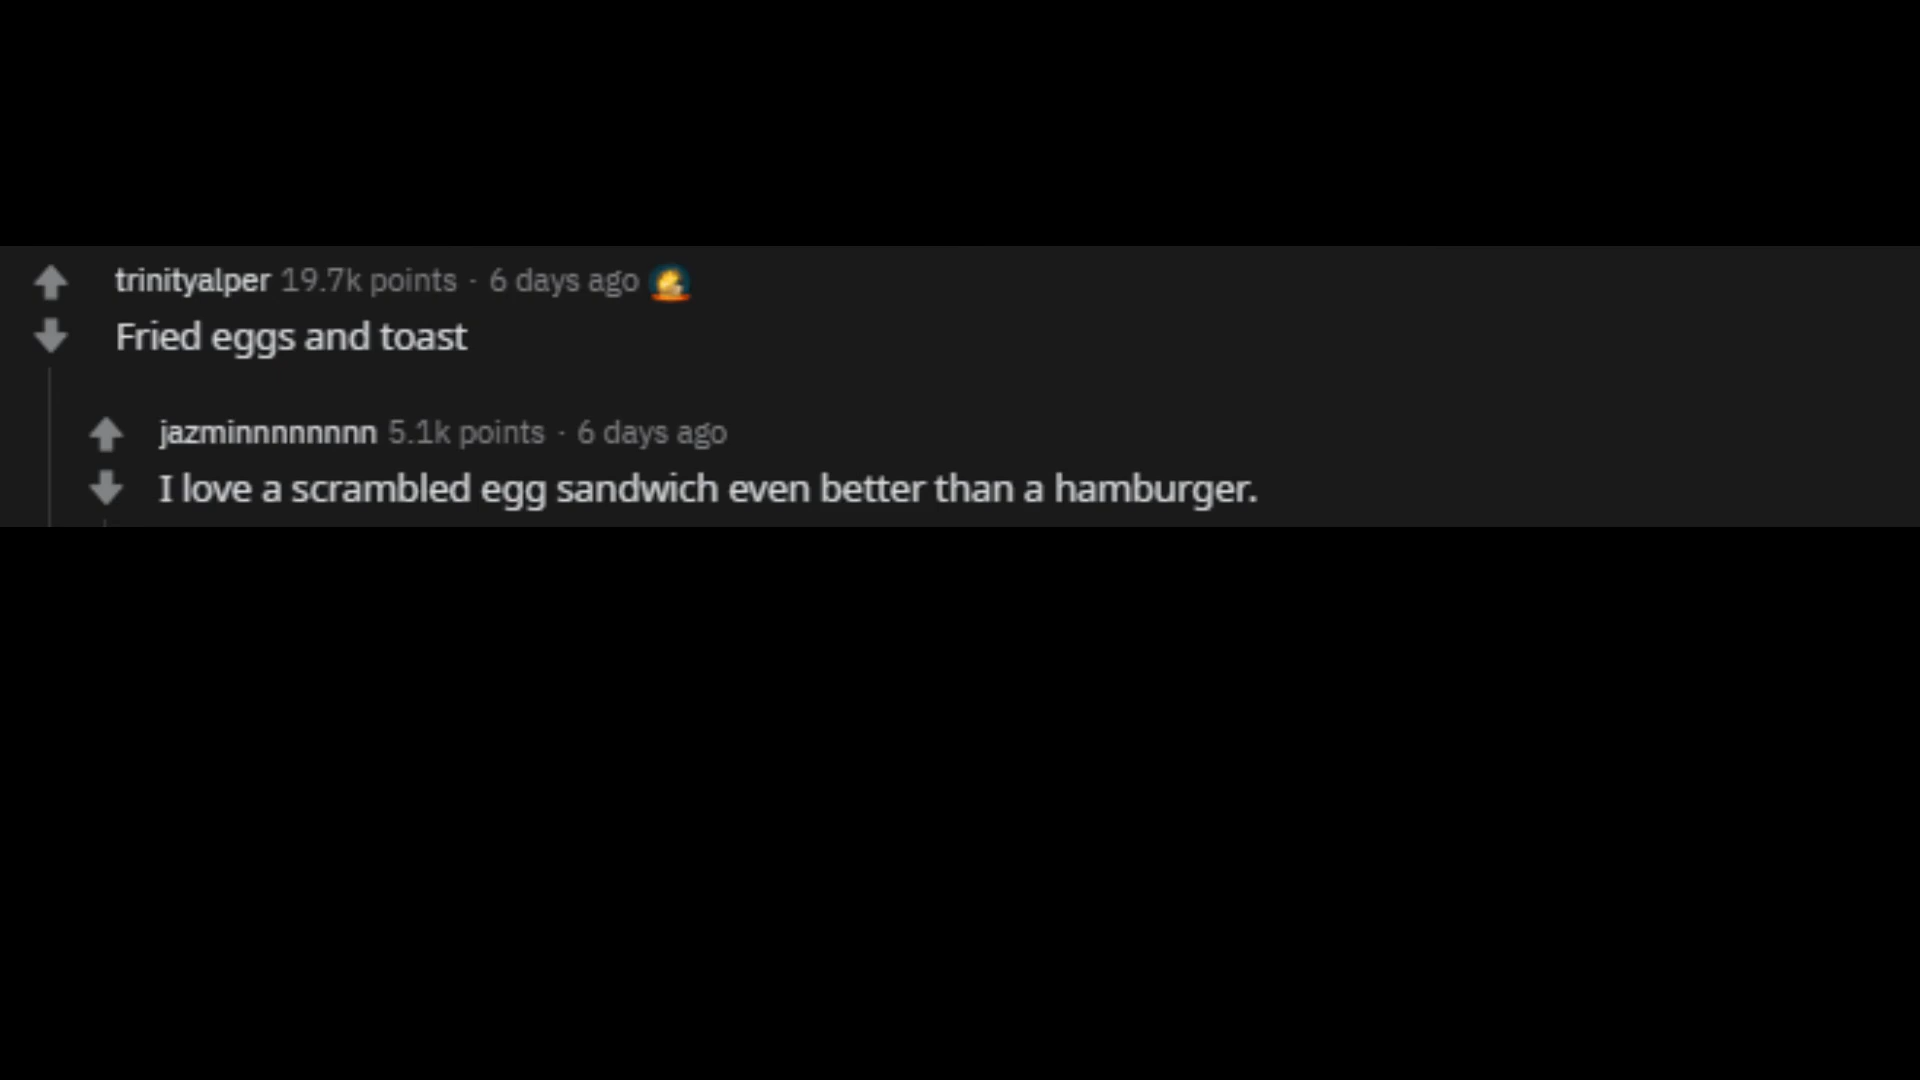 trinityalper 19.7k points · 6 days ago
Fried eggs and toast
jazminnnnnnnn 5.1k points · 6 days ago
I love a scrambled egg sandwich even better than a hamburger.